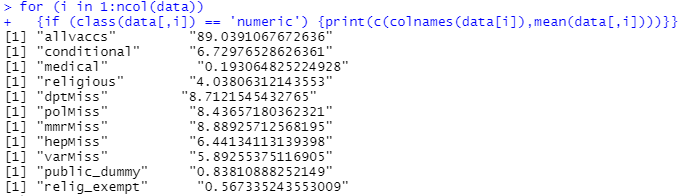 > for (i in 1:ncol(data))
+ {if (class(data[,i]) == 'numeric') {print(c(colnames(data[i]),mean(data[,i])))}}
[1] "allvaccs" "89.0391067672636"
[1] "conditional" "6.72976528626361"
[1] "medical" "0.193064825224928"
[1] "religious" "4.03806312143553"
[1] "dptMiss" "8.7121545432765"
[1] "polMiss" "8.43657180362321"
[1] "mmrMiss" "8.88925712568195"
[1] "hepMiss" "6.44134113139398"
[1] "varMiss" "5.89255375116905"
[1] "public_dummy" "0.83810888252149"
[1] "relig_exempt" "0.567335243553009"